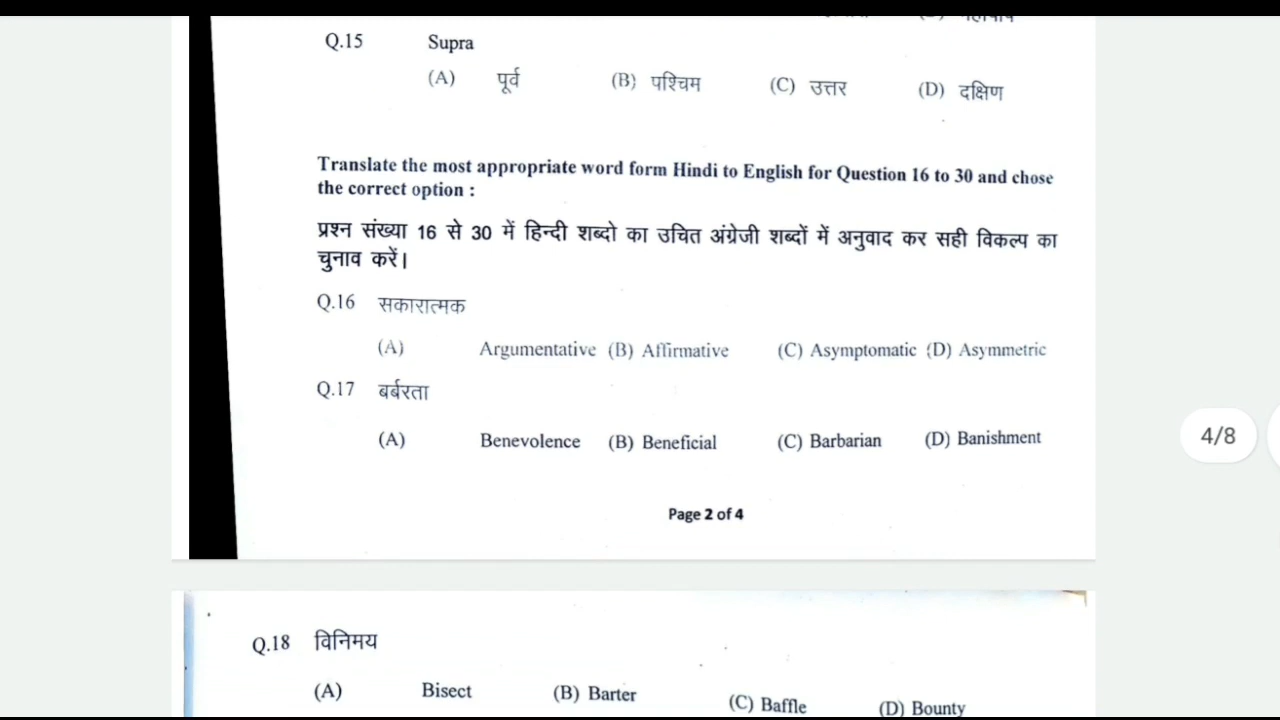 Q.15 Supra
(A) पूर्व (B) पश्चिम (C) उत्तर (D) दक्षिण
Translate the most appropriate word form Hindi to English for Question 16 to 30 and chose
the correct option :
प्रश्न संख्या 16 से 30 में हिन्दी शब्दो का उचित अंग्रेजी शब्दों में अनुवाद कर सही विकल्प का
चुनाव करें।
Q.16 सकारात्मक
(A) Argumentative (B) Affirmative (C) Asymptomatic (D) Asymmetric
Q.17 बर्बरता
(A) Benevolence (B) Beneficial (C) Barbarian (D) Banishment
4/8
Page 2 of 4
Q.18 विनिमय
(A) Bisect (B) Barter (C) Baffle (D) Bounty